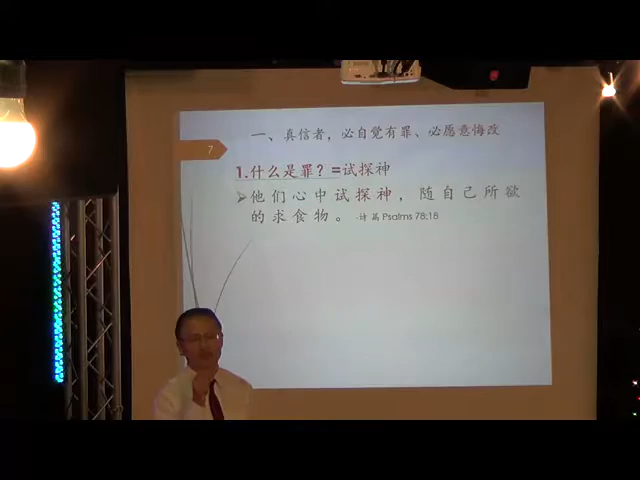 一、真信者，必自觉有罪、必愿意悔改
7
1.什么是罪？=试探神
➢他们心中试探神，随自己所欲
的求食物。-诗篇 Psalms 78:18